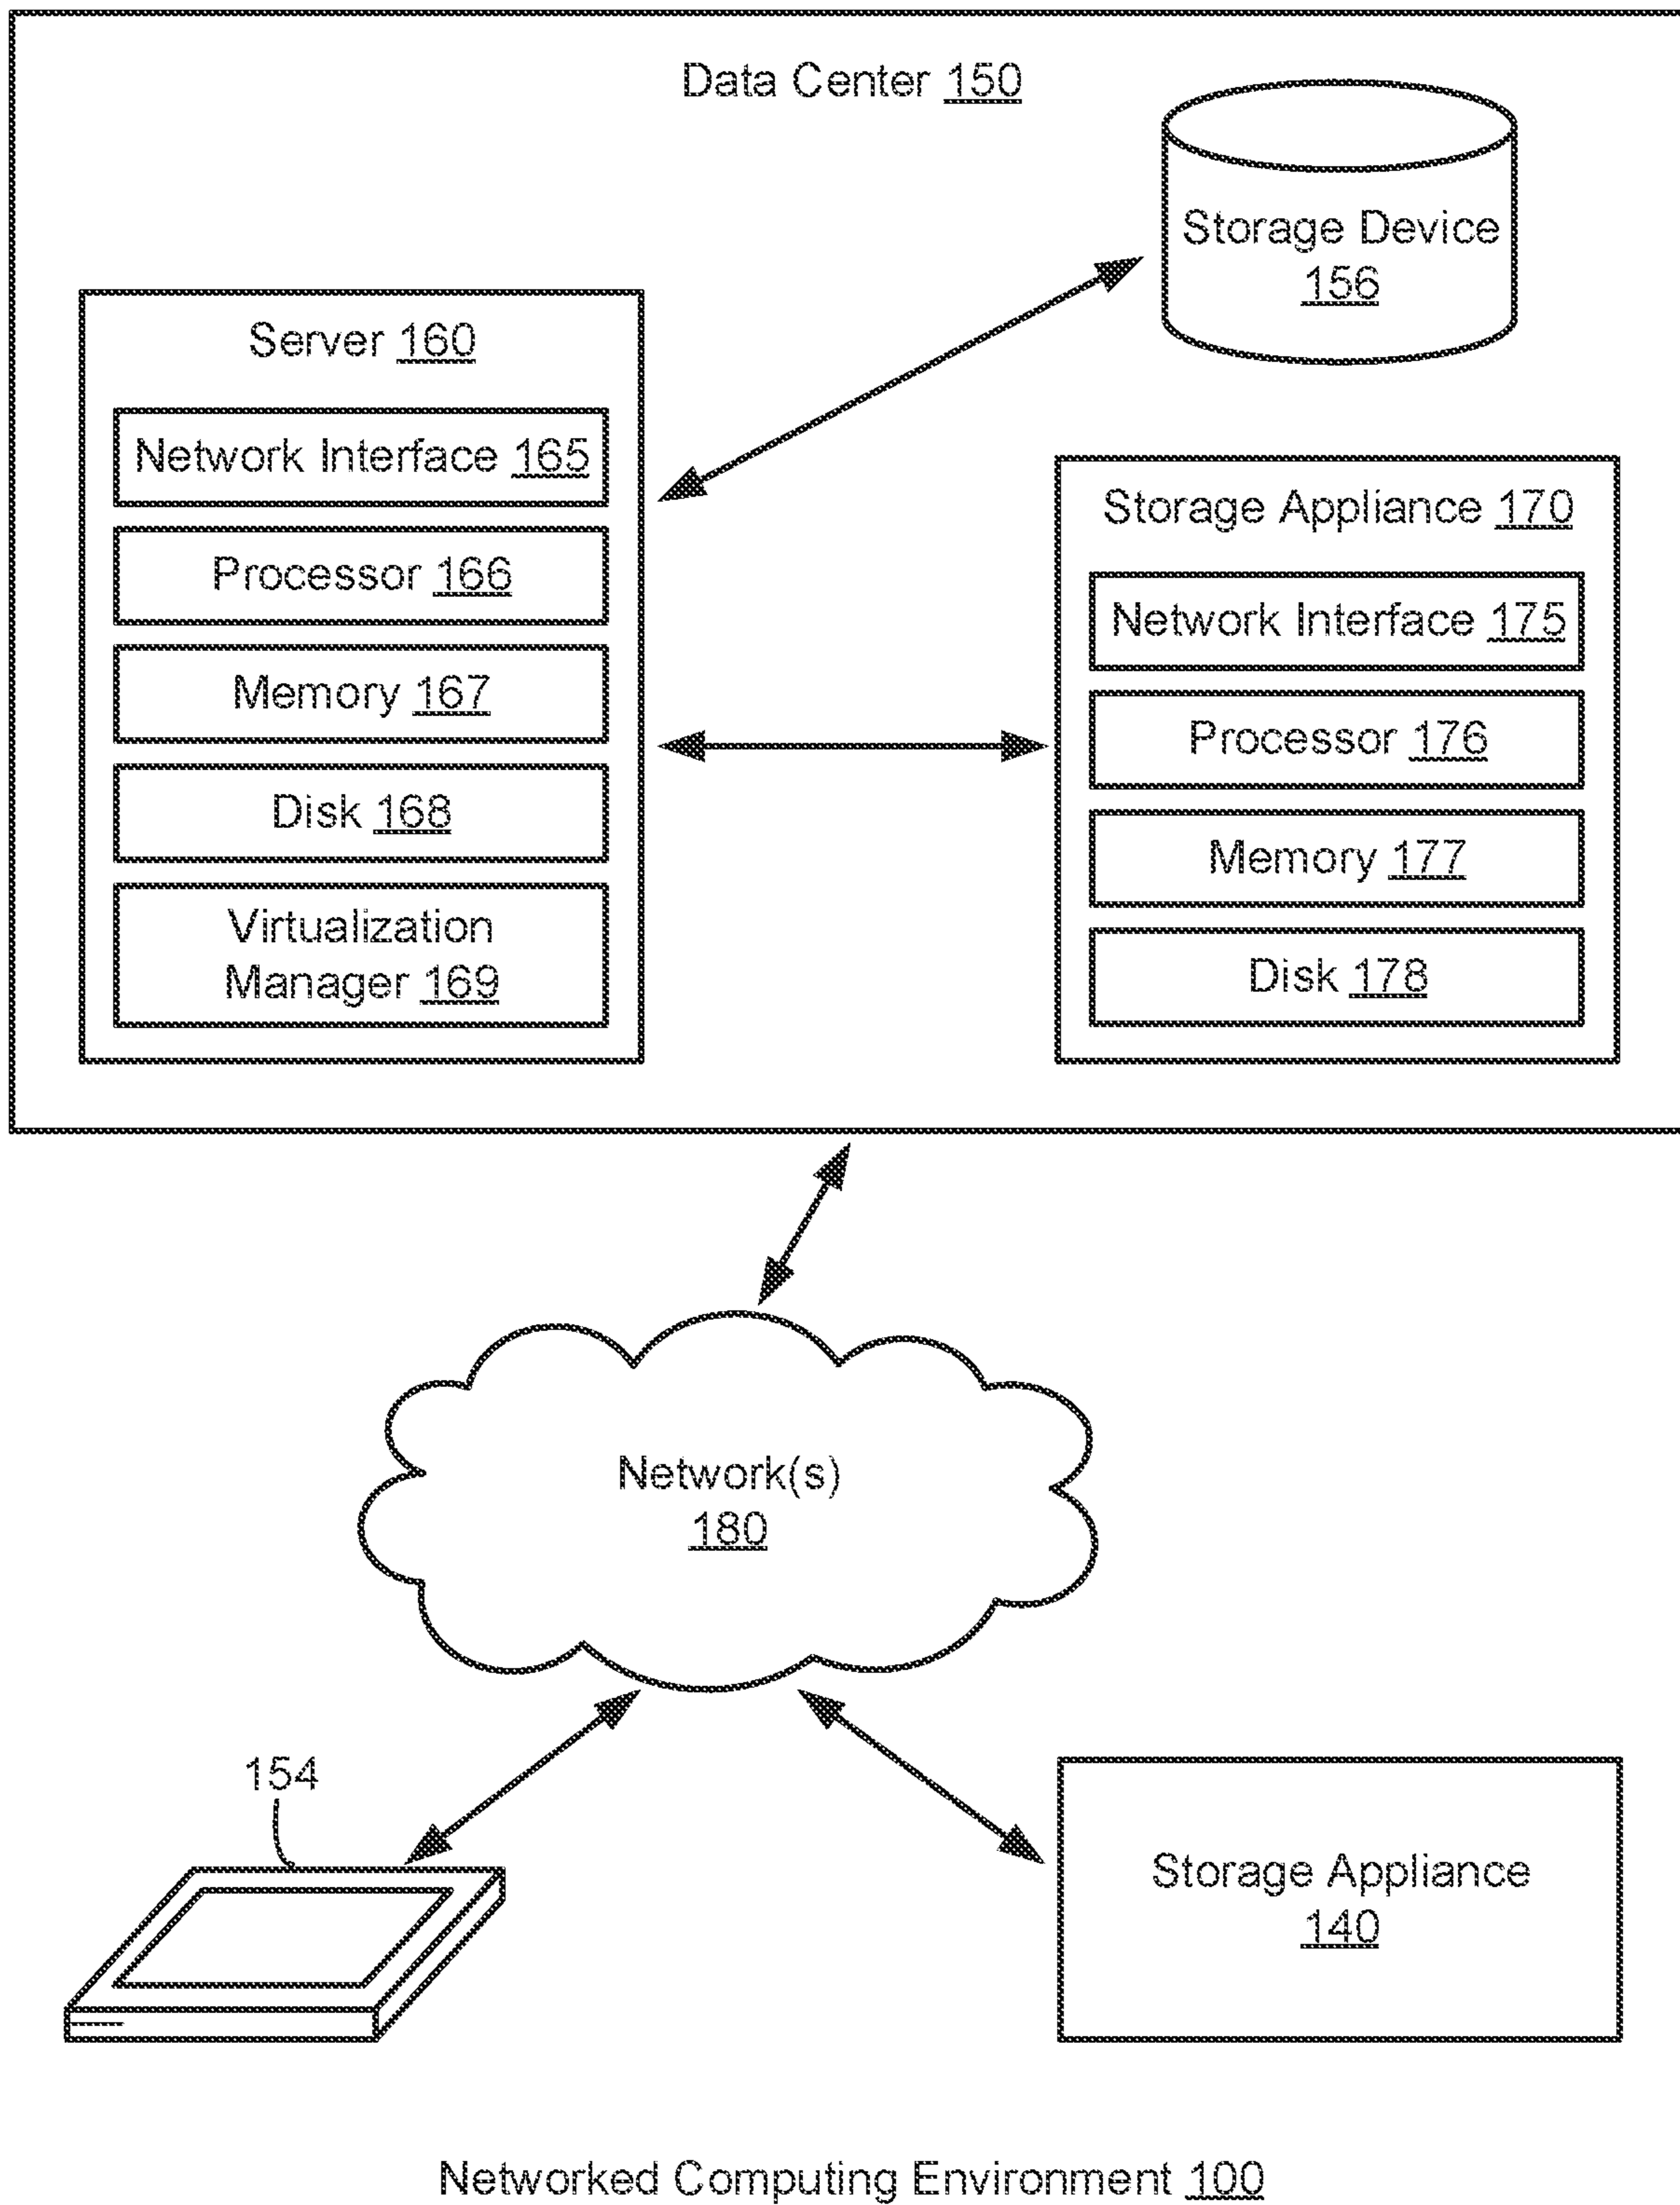 Data Center 150
Storage Device
156
Server 160
Network Interface 165
Processor 166
Memory 167
Disk 168
Virtualization
Manager 169
Storage Appliance 170
Network Interface 175
Processor 176
Memory 177
Disk 178
Network(s)
180
154
Storage Appliance
140
Networked Computing Environment 100